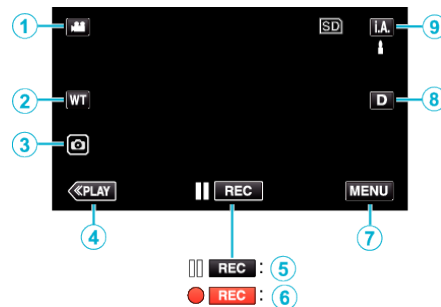 1 SD i.A. 9
2 WT D 8
3
≪PLAY REC MENU
4 7
REC : 5
REC : 6